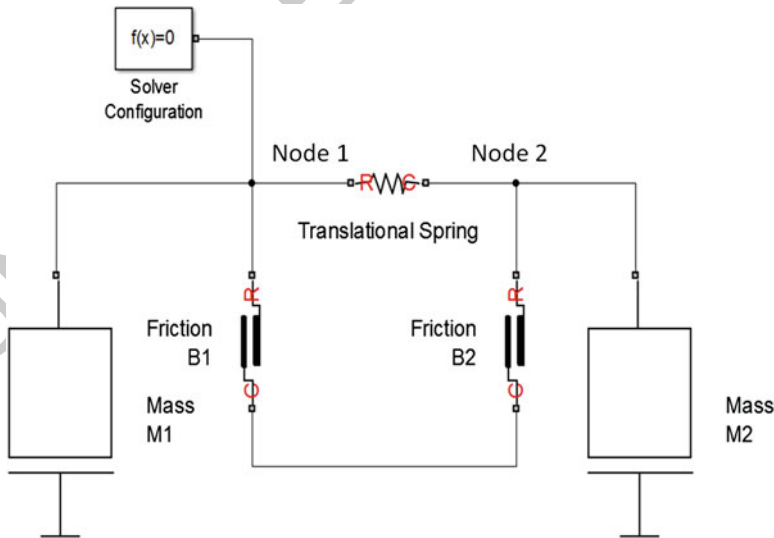 f(x)=0
Solver
Configuration
Node 1
Node 2
R
C
Translational Spring
R
R
Friction
B1
Friction
B2
C
C
Mass
M1
Mass
M2